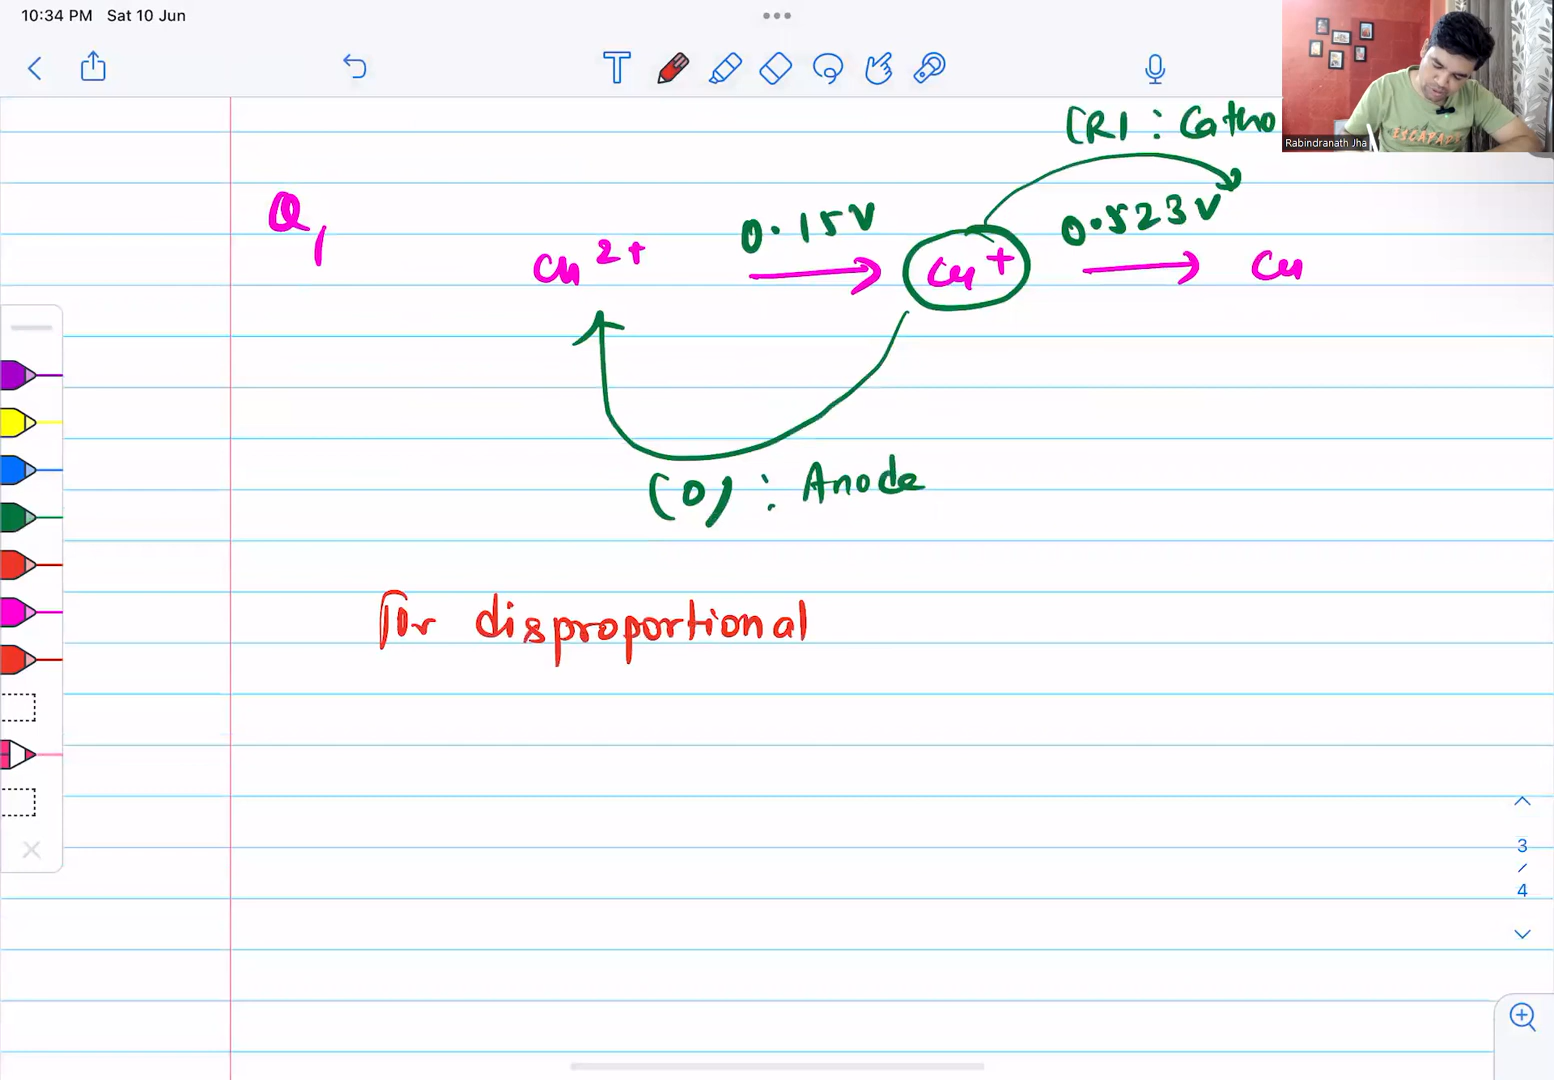 10:34 PM Sat 10 Jun
T
(R) : Catho
ESCAPA
Rabindranath Jha
Q1
0.15V
0.523V
Cu2+
Cu+
Cu
(O) : Anode
For disproportional
3
/
4